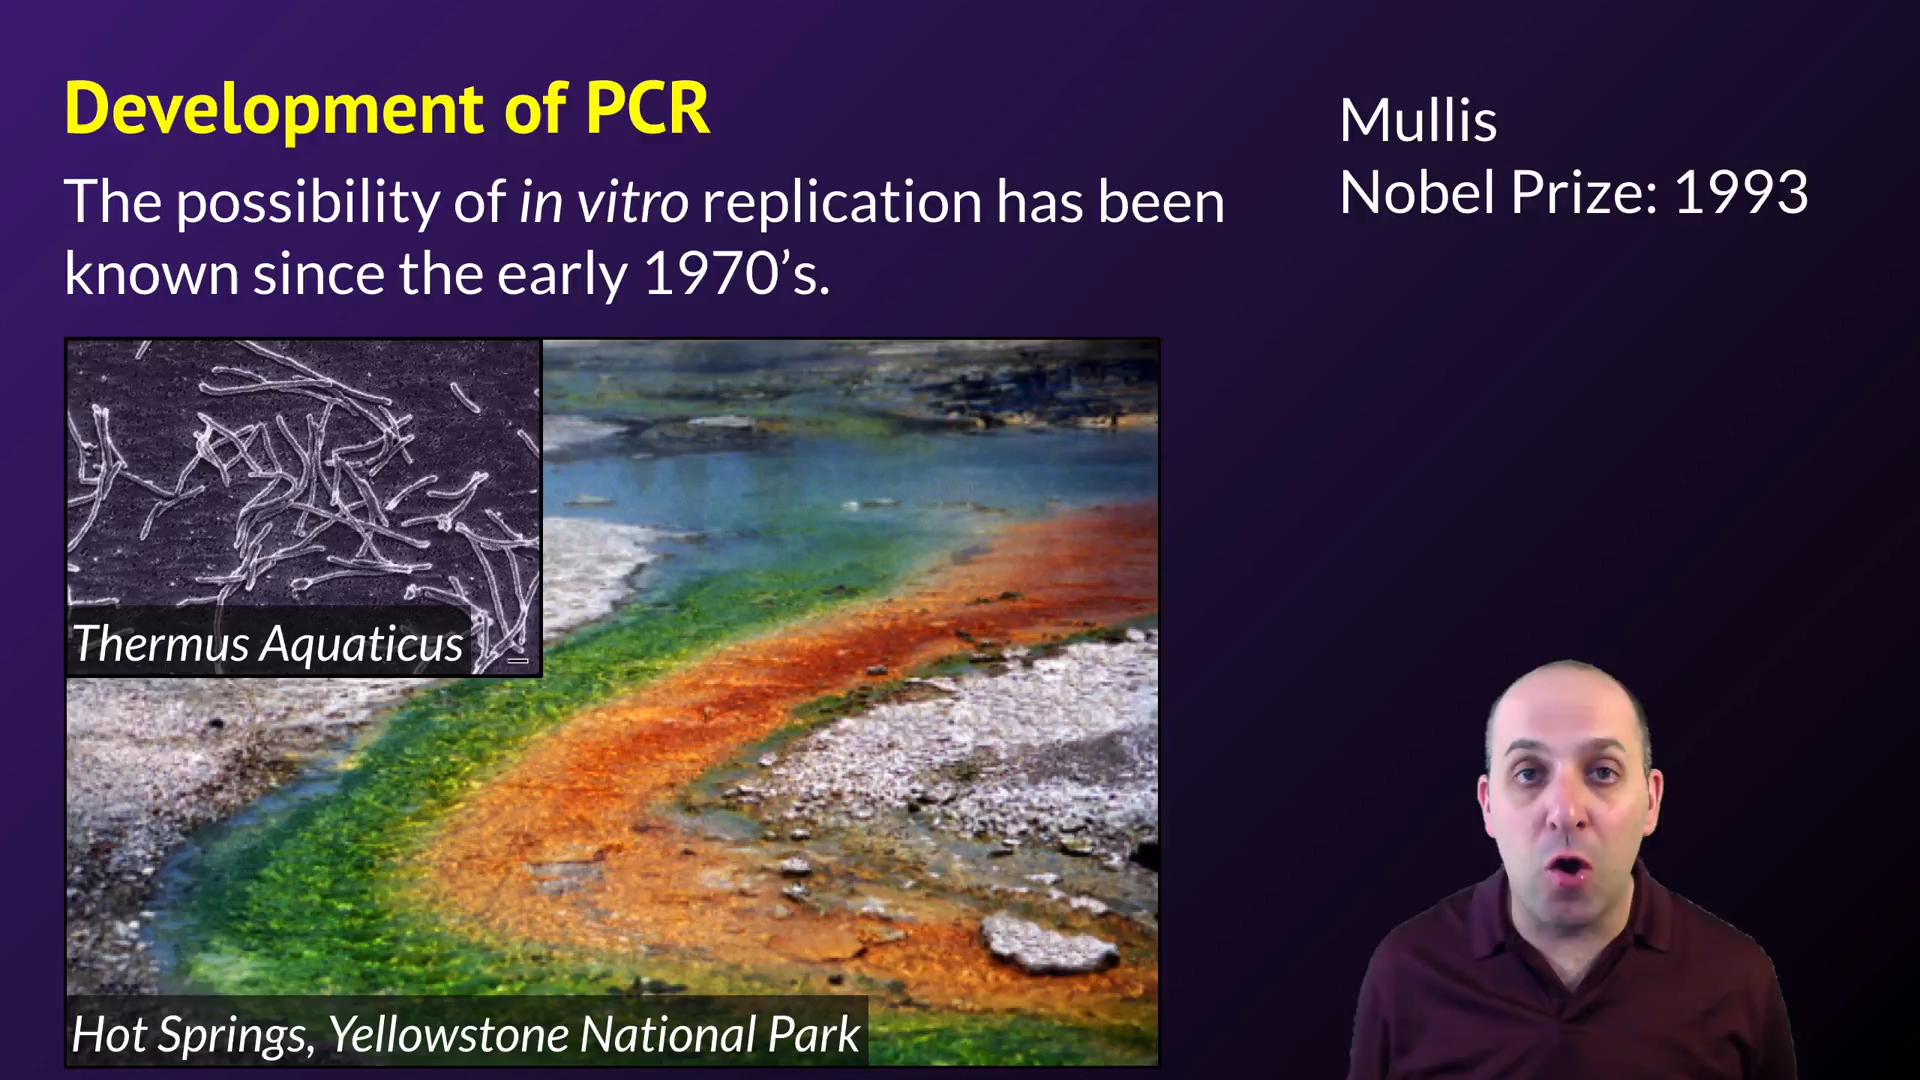 Development of PCR
The possibility of in vitro replication has been
known since the early 1970’s.
Mullis
Nobel Prize: 1993
Thermus Aquaticus
Hot Springs, Yellowstone National Park